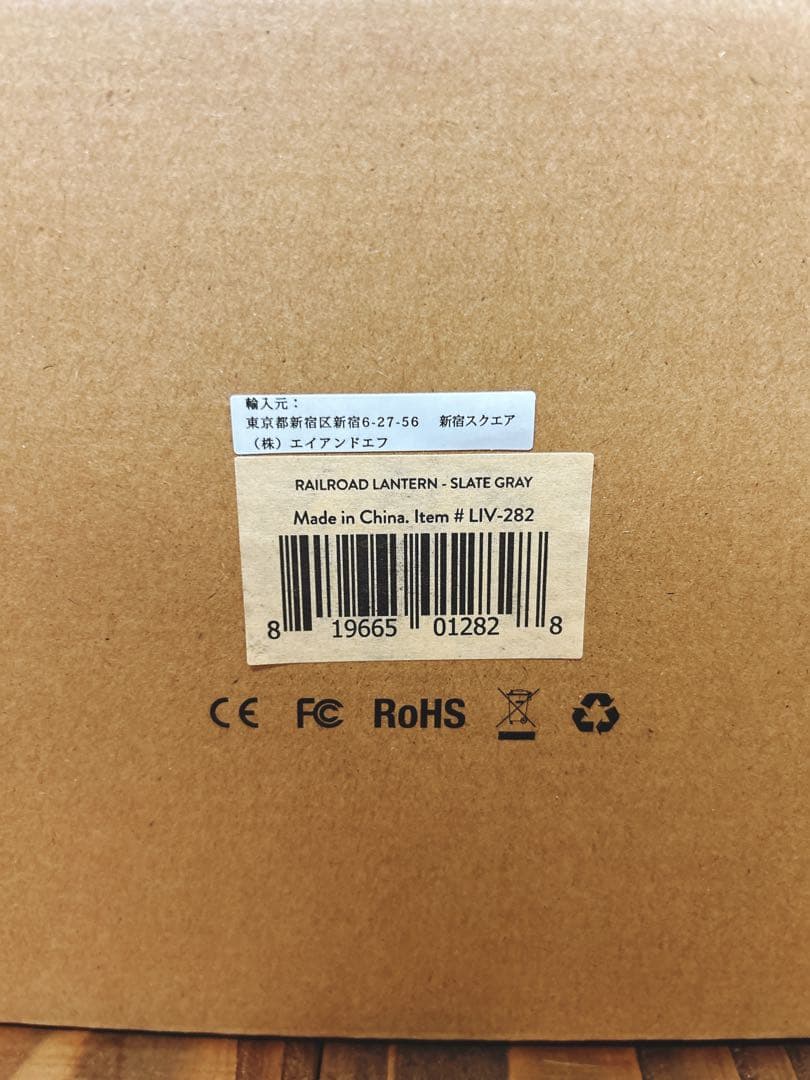 輸入元：
東京都新宿区新宿6-27-56 新宿スクエア
（株）エイアンドエフ
RAILROAD LANTERN - SLATE GRAY
Made in China. Item # LIV-282
8 19665 01282 8
CE FC RoHS